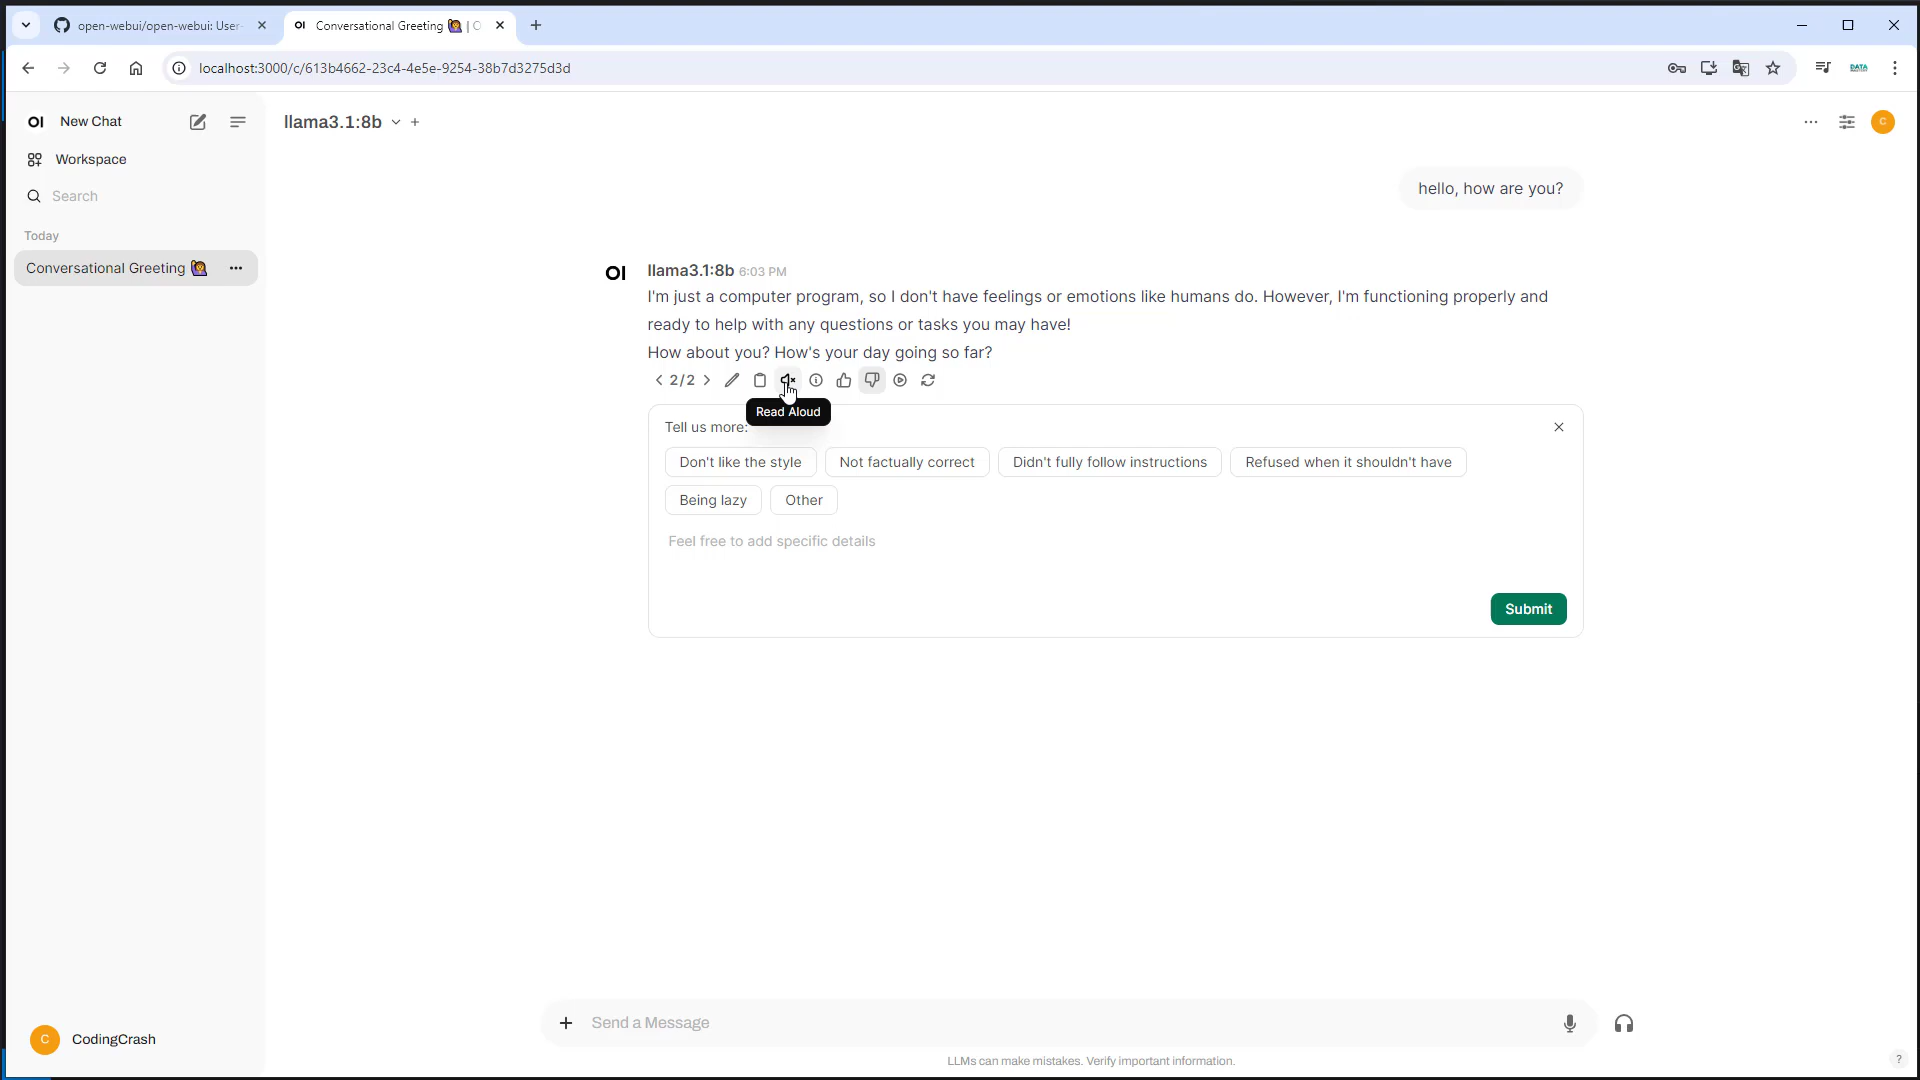 open-webui/open-webui: User-
OI Conversational Greeting 🙋 | O
localhost:3000/c/613b4662-23c4-4e5e-9254-38b7d3275d3d
DATA
OI New Chat
Workspace
Search
Today
Conversational Greeting 🙋
llama3.1:8b
C
hello, how are you?
OI llama3.1:8b 6:03 PM
I'm just a computer program, so I don't have feelings or emotions like humans do. However, I'm functioning properly and
ready to help with any questions or tasks you may have!
How about you? How's your day going so far?
2/2
Read Aloud
Tell us more:
Don't like the style Not factually correct Didn't fully follow instructions Refused when it shouldn't have
Being lazy Other
Feel free to add specific details
Submit
Send a Message
LLMs can make mistakes. Verify important information.
C CodingCrash
?